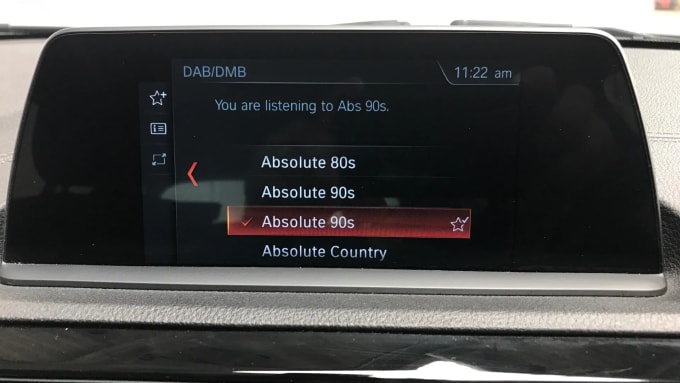 DAB/DMB 11:22 am
You are listening to Abs 90s.
Absolute 80s
Absolute 90s
Absolute 90s
Absolute Country